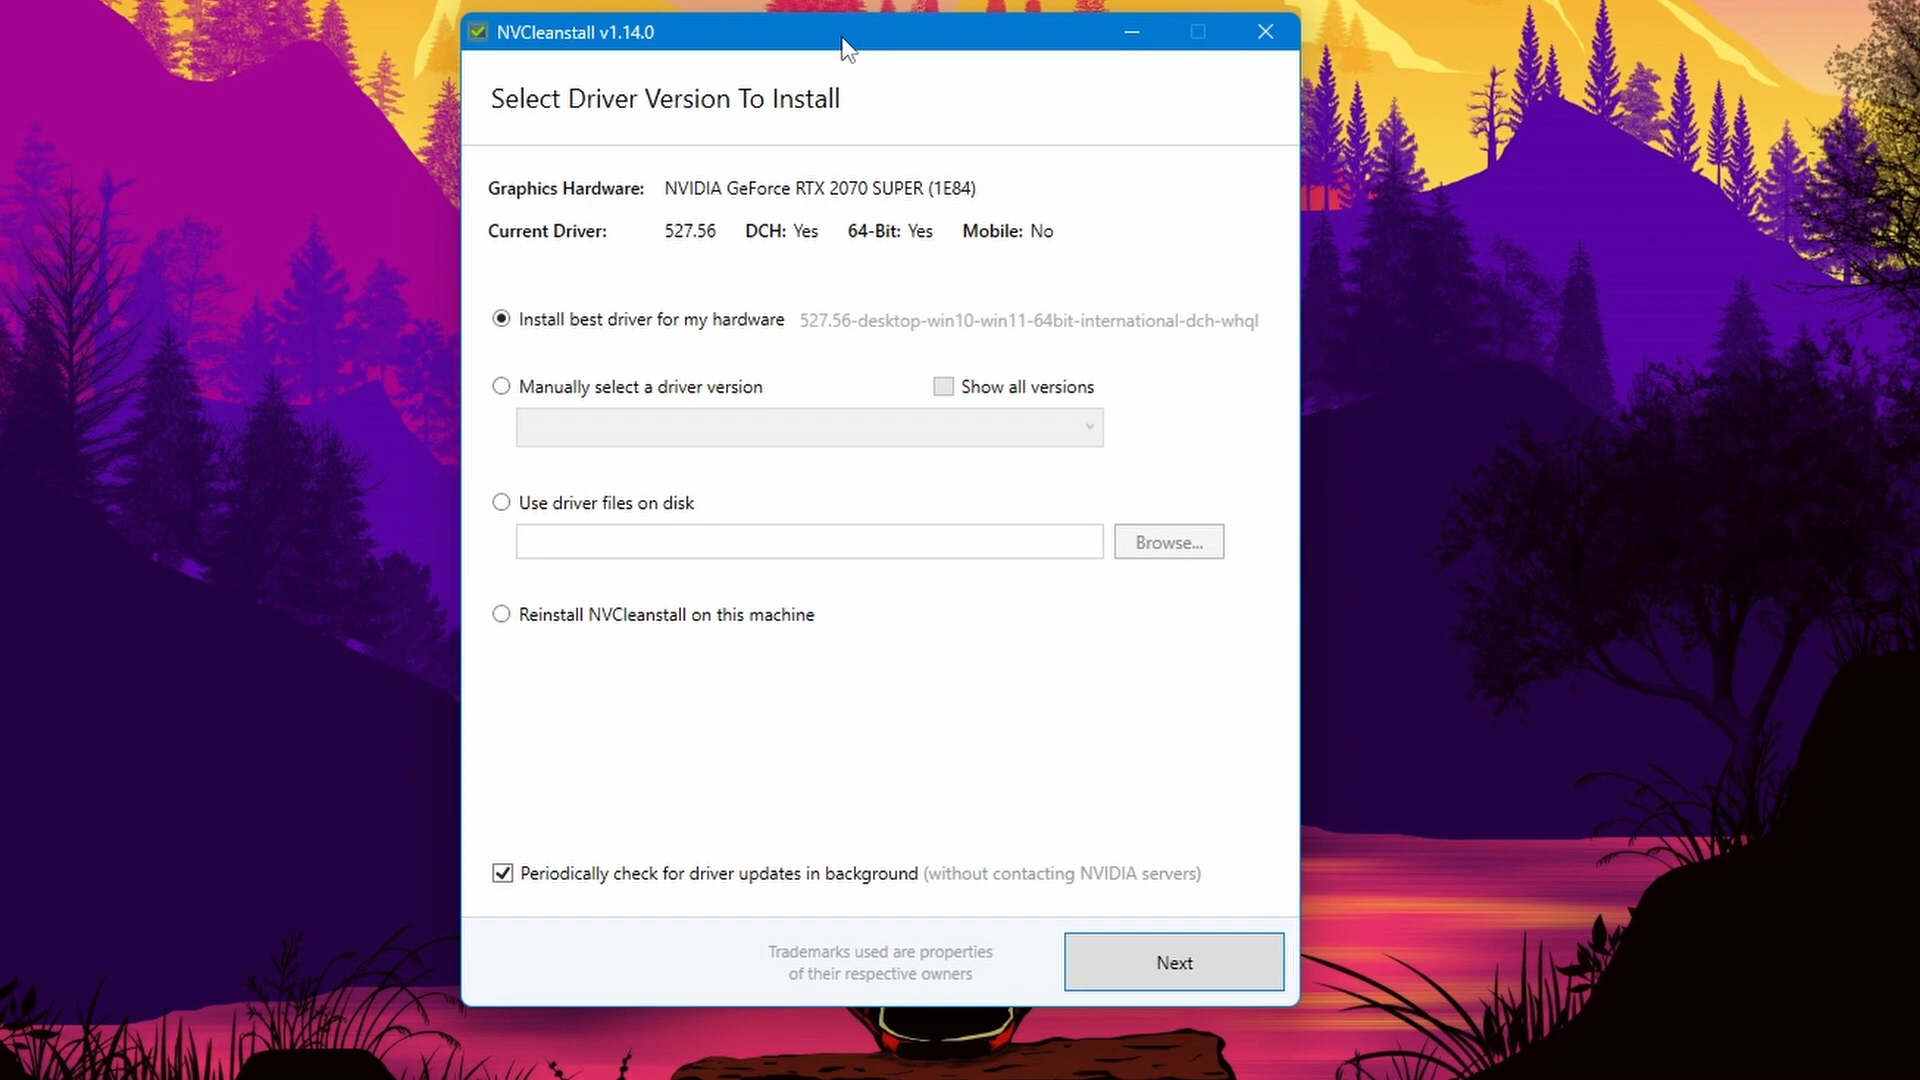 NVCleanstall v1.14.0
Select Driver Version To Install
Graphics Hardware: NVIDIA GeForce RTX 2070 SUPER (1E84)
Current Driver: 527.56 DCH: Yes 64-Bit: Yes Mobile: No
Install best driver for my hardware 527.56-desktop-win10-win11-64bit-international-dch-whql
Manually select a driver version Show all versions
Use driver files on disk
Browse...
Reinstall NVCleanstall on this machine
Periodically check for driver updates in background (without contacting NVIDIA servers)
Trademarks used are properties
of their respective owners
Next